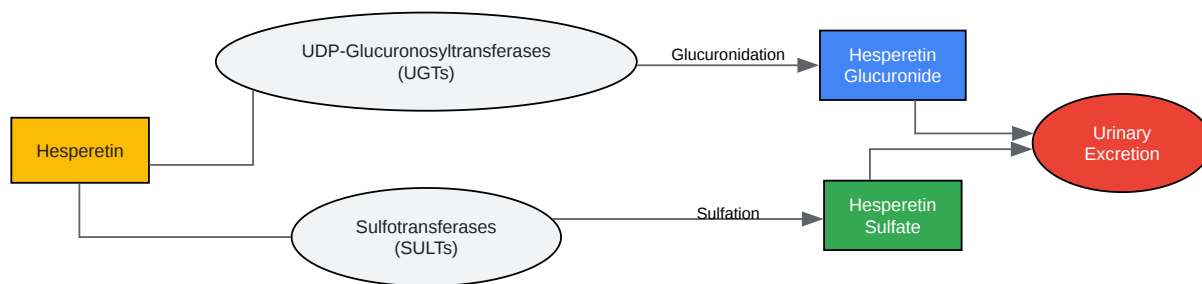 UDP-Glucuronosyltransferases
(UGTs)
Glucuronidation
Hesperetin
Glucuronide
Hesperetin
Urinary
Excretion
Sulfotransferases
(SULTs)
Sulfation
Hesperetin
Sulfate